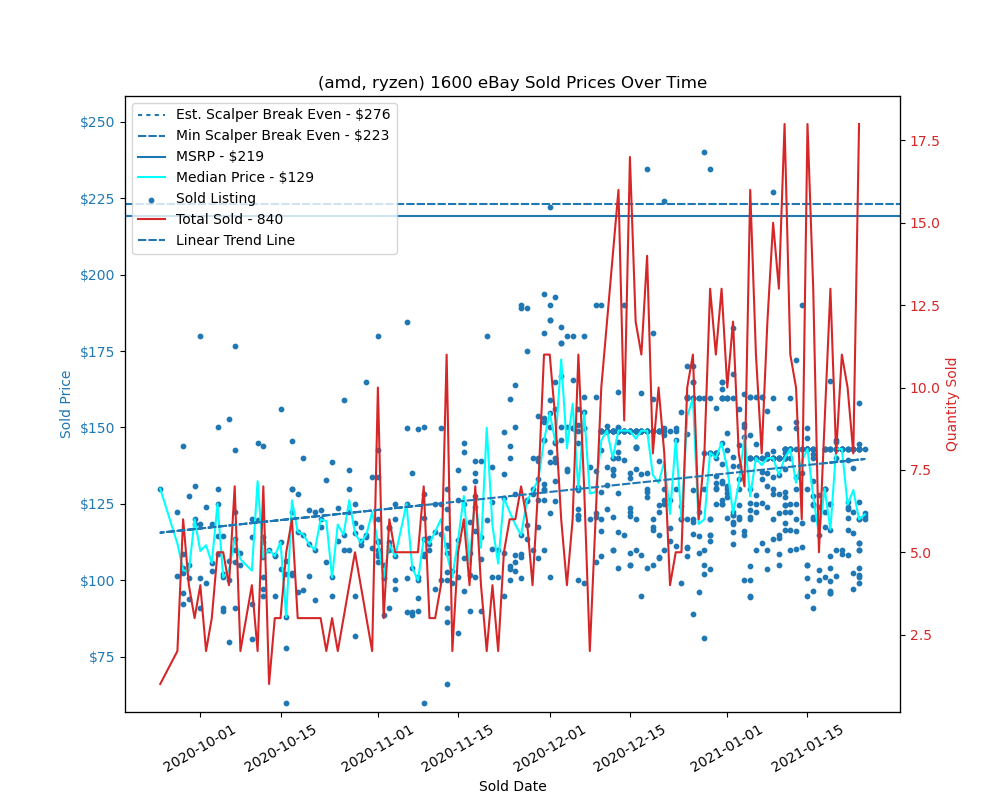 (amd, ryzen) 1600 eBay Sold Prices Over Time
Est. Scalper Break Even - $276
Min Scalper Break Even - $223
MSRP - $219
Median Price - $129
Sold Listing
Total Sold - 840
Linear Trend Line
$250
$225
$200
$175
$150
$125
$100
$75
Sold Price
17.5
15.0
12.5
10.0
7.5
5.0
2.5
Quantity Sold
2020-10-01
2020-10-15
2020-11-01
2020-11-15
2020-12-01
2020-12-15
2021-01-01
2021-01-15
Sold Date